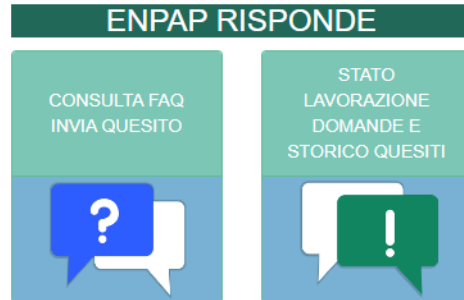 ENPAP RISPONDE
CONSULTA FAQ
INVIA QUESITO
STATO
LAVORAZIONE
DOMANDE E
STORICO QUESITI
?
!